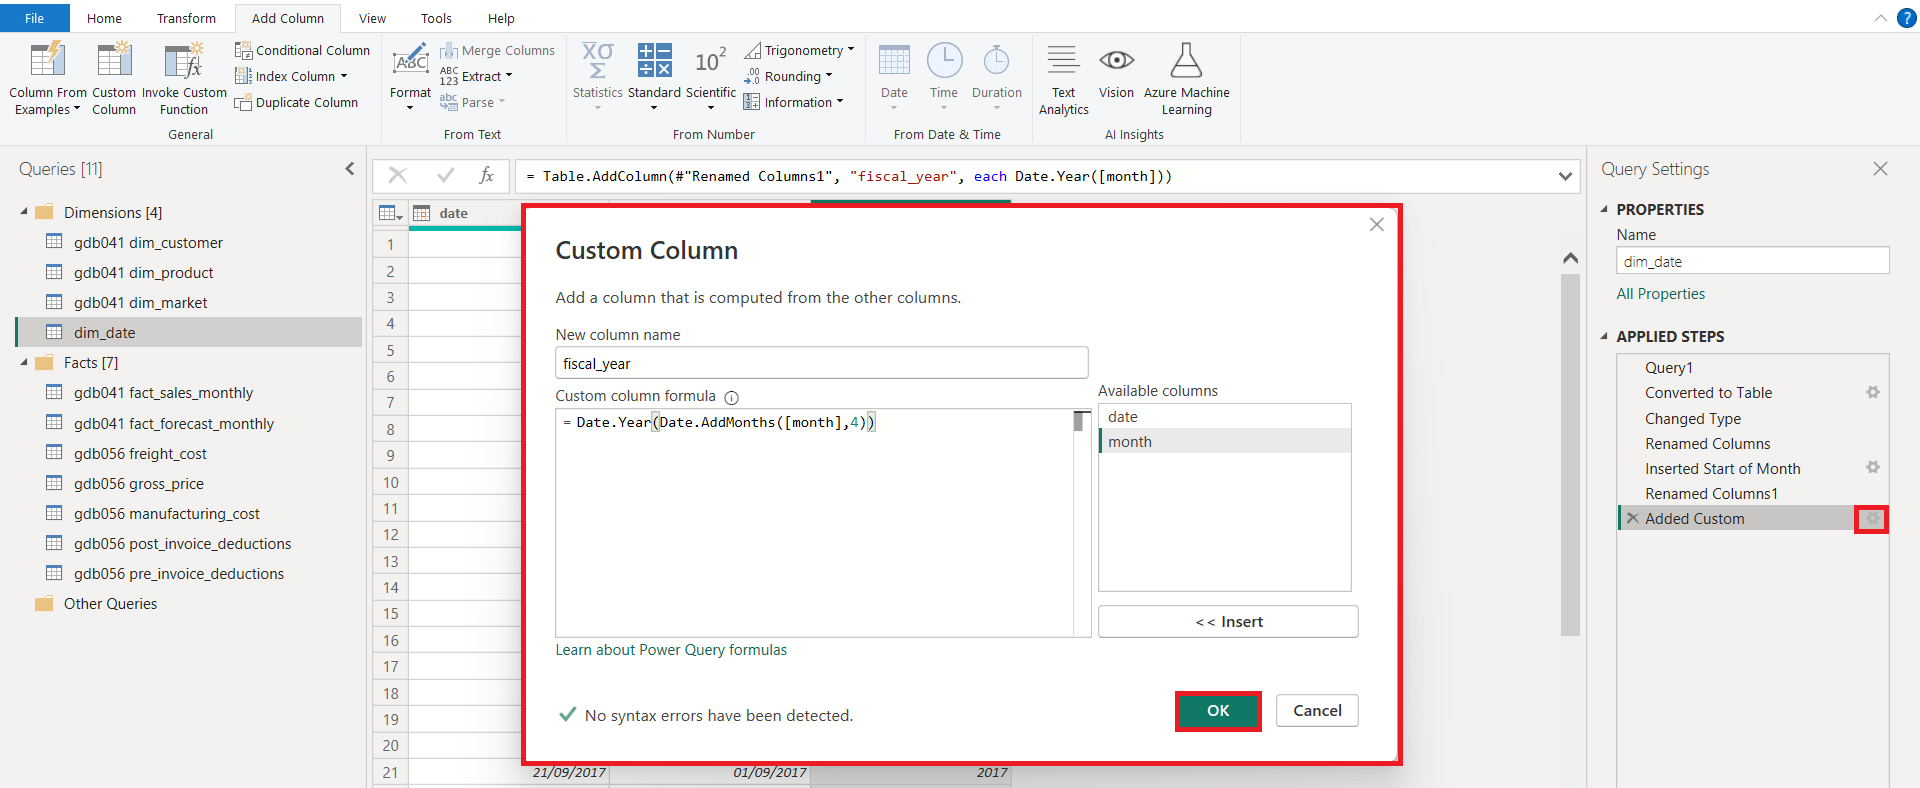 File Home Transform Add Column View Tools Help ?
Column From Examples
Custom Column
Invoke Custom Function
Conditional Column
Index Column
Duplicate Column
General
ABC
Format
Merge Columns
ABC 123 Extract
abc Parse
From Text
XΣσ Statistics
Standard
10² Scientific
Trigonometry
.00 →.0 Rounding
Information
From Number
Date
Time
Duration
From Date & Time
Text Analytics
Vision
Azure Machine Learning
AI Insights
Queries [11]
Dimensions [4]
gdb041 dim_customer
gdb041 dim_product
gdb041 dim_market
dim_date
Facts [7]
gdb041 fact_sales_monthly
gdb041 fact_forecast_monthly
gdb056 freight_cost
gdb056 gross_price
gdb056 manufacturing_cost
gdb056 post_invoice_deductions
gdb056 pre_invoice_deductions
Other Queries
fx = Table.AddColumn(#"Renamed Columns1", "fiscal_year", each Date.Year([month]))
date
1
2
3
4
5
6
7
8
9
10
11
12
13
14
15
16
17
18
19
20
21 21/09/2017 01/09/2017 2017
Custom Column
Add a column that is computed from the other columns.
New column name
fiscal_year
Custom column formula
= Date.Year(Date.AddMonths([month],4))
Available columns
date
month
<< Insert
Learn about Power Query formulas
No syntax errors have been detected.
OK
Cancel
Query Settings
PROPERTIES
Name
dim_date
All Properties
APPLIED STEPS
Query1
Converted to Table
Changed Type
Renamed Columns
Inserted Start of Month
Renamed Columns1
Added Custom